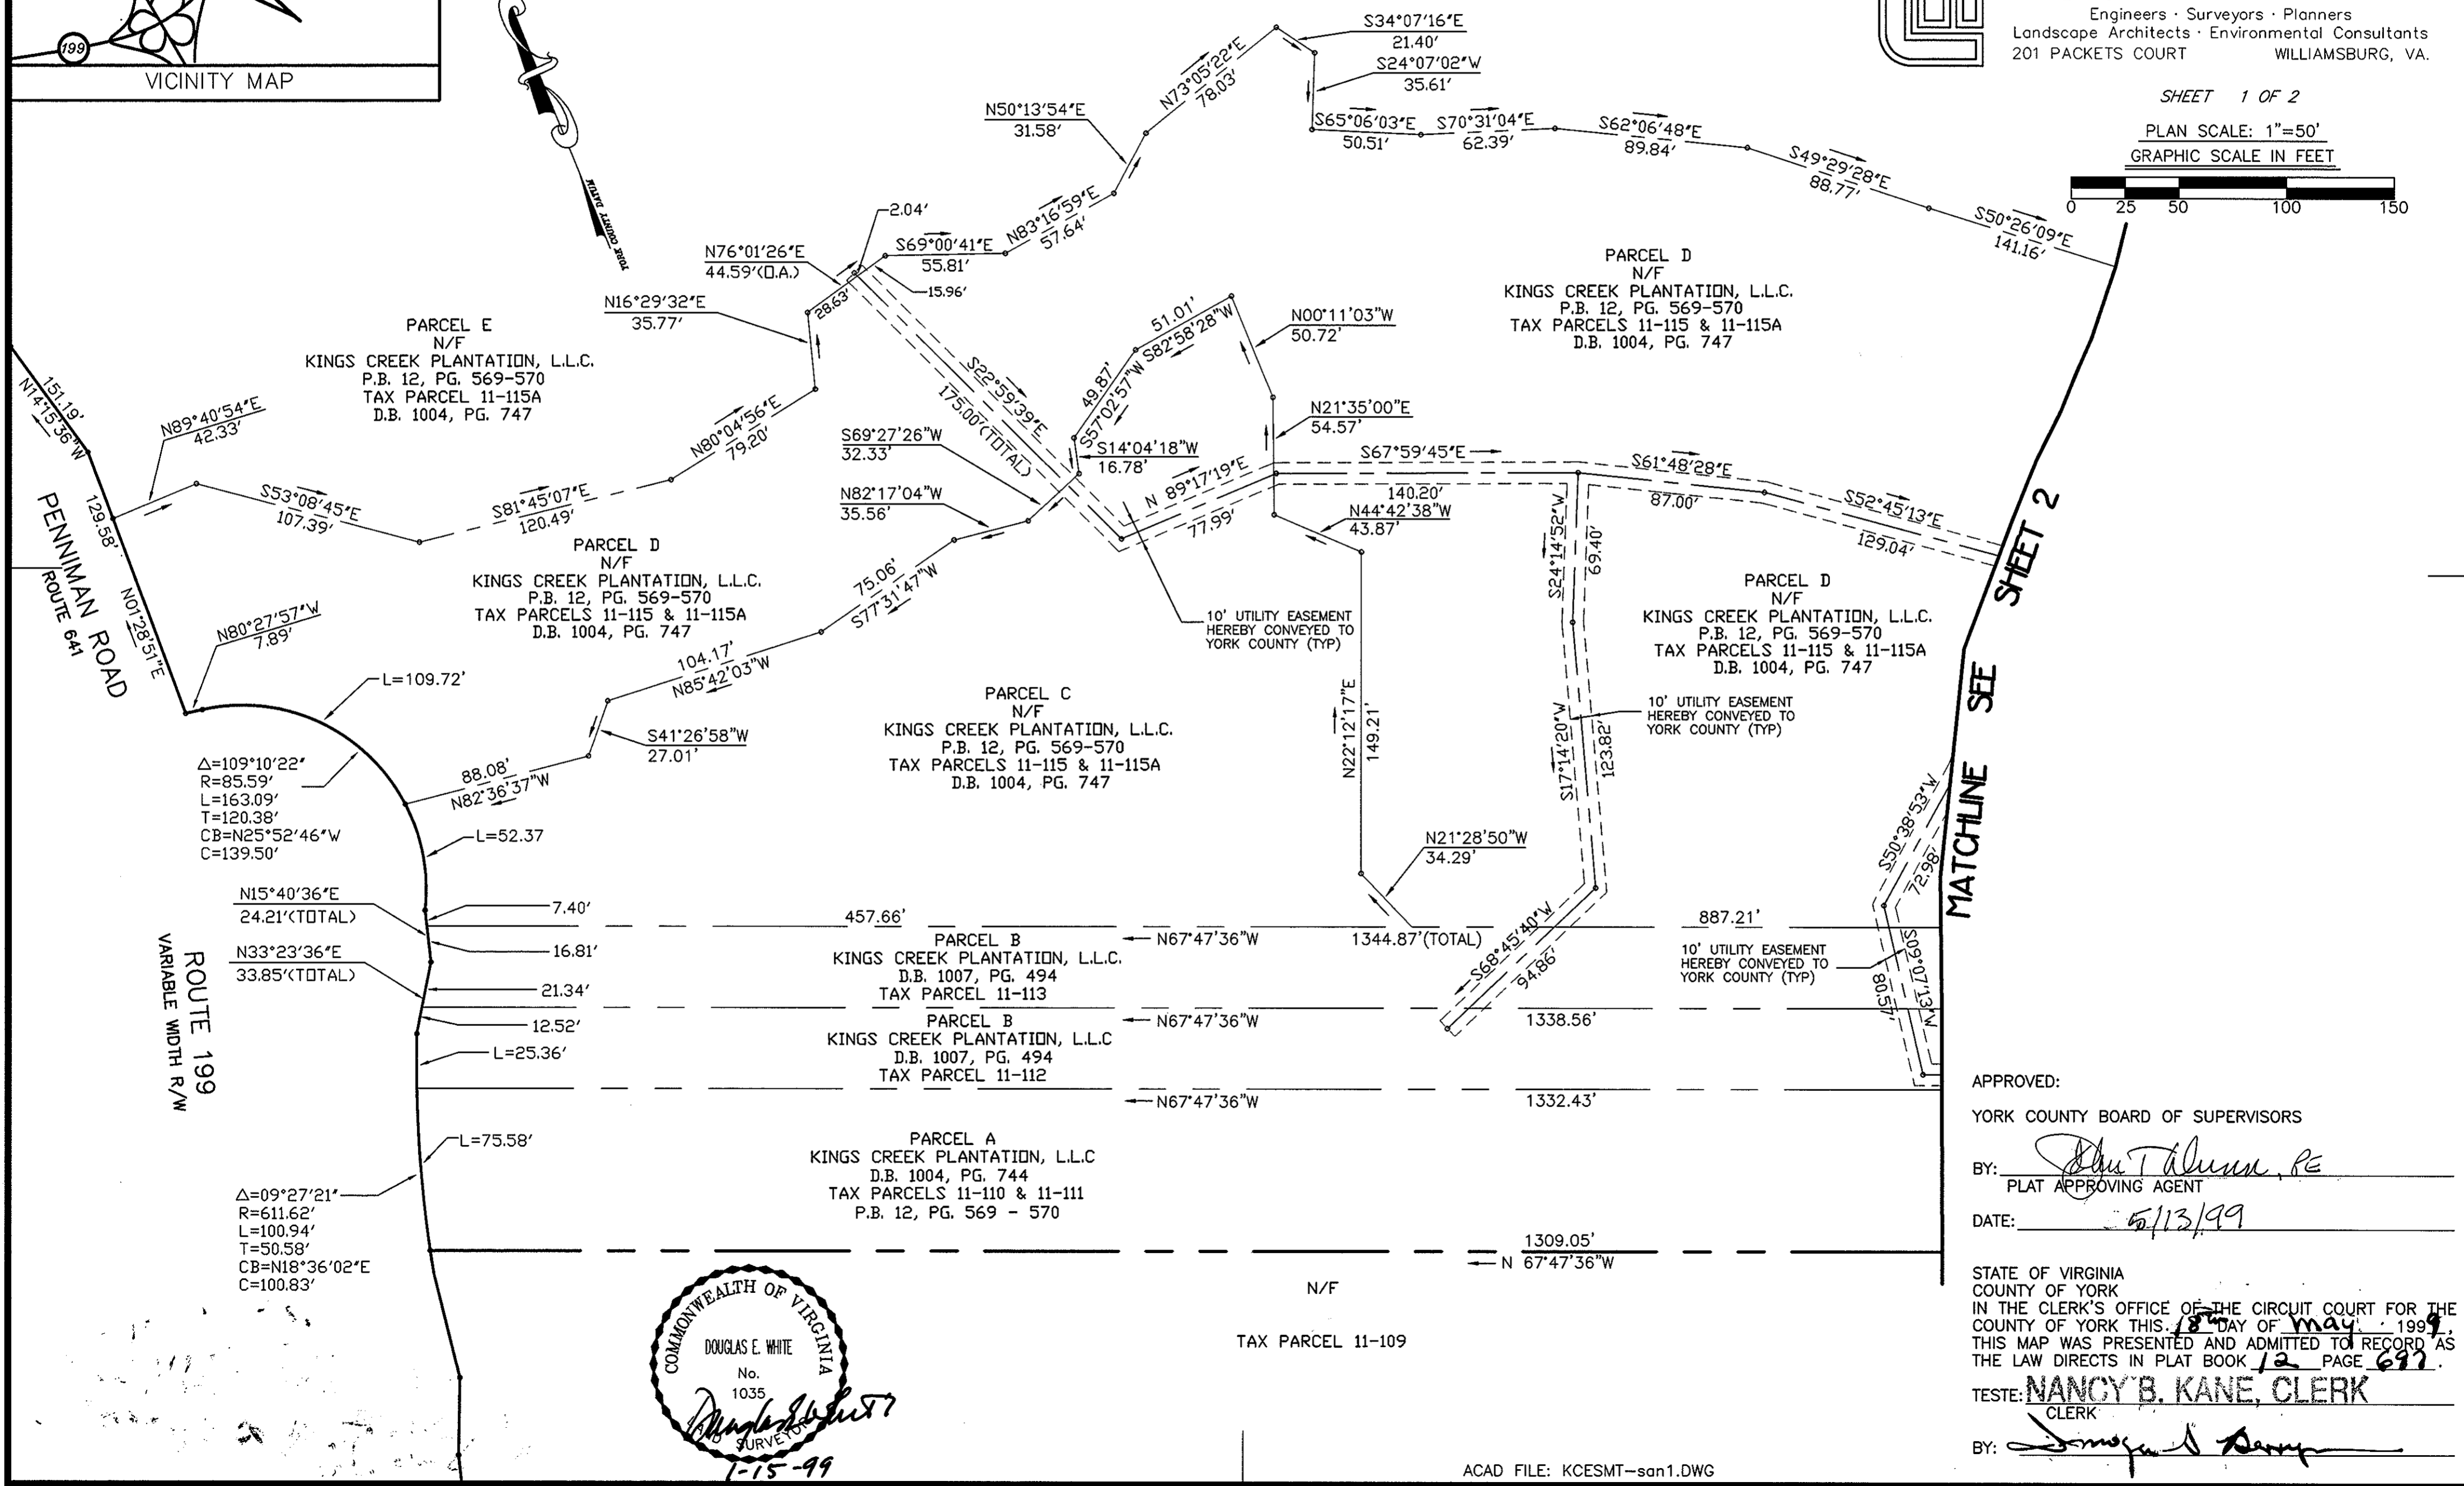 199
VICINITY MAP
YORK COUNTY DATUM
Engineers · Surveyors · Planners
Landscape Architects · Environmental Consultants
201 PACKETS COURT WILLIAMSBURG, VA.
SHEET 1 OF 2
PLAN SCALE: 1"=50'
GRAPHIC SCALE IN FEET
0 25 50 100 150
S34°07'16"E
21.40'
S24°07'02"W
35.61'
N73°05'22"E
78.03'
N50°13'54"E
31.58'
S65°06'03"E
50.51'
S70°31'04"E
62.39'
S62°06'48"E
89.84'
S49°29'28"E
88.77'
S50°26'09"E
141.16'
N83°16'59"E
57.64'
2.04'
S69°00'41"E
55.81'
N76°01'26"E
44.59'(O.A.)
15.96'
28.63'
N16°29'32"E
35.77'
PARCEL E
N/F
KINGS CREEK PLANTATION, L.L.C.
P.B. 12, PG. 569-570
TAX PARCEL 11-115A
D.B. 1004, PG. 747
PARCEL D
N/F
KINGS CREEK PLANTATION, L.L.C.
P.B. 12, PG. 569-570
TAX PARCELS 11-115 & 11-115A
D.B. 1004, PG. 747
51.01'
S82°58'28"W
N00°11'03"W
50.72'
49.87'
S57°02'57"W
N21°35'00"E
54.57'
S22°59'39"E
175.00'(TOTAL)
S14°04'18"W
16.78'
S69°27'26"W
32.33'
N82°17'04"W
35.56'
N 89°17'19"E
77.99'
S67°59'45"E
140.20'
S61°48'28"E
87.00'
S52°45'13"E
129.04'
N44°42'38"W
43.87'
S24°14'52"W
69.40'
151.19'
N14°15'36"W
N89°40'54"E
42.33'
S53°08'45"E
107.39'
S81°45'07"E
120.49'
N80°04'56"E
79.20'
129.58'
N01°28'51"E
PENNIMAN ROAD
ROUTE 641
N80°27'57"W
7.89'
PARCEL D
N/F
KINGS CREEK PLANTATION, L.L.C.
P.B. 12, PG. 569-570
TAX PARCELS 11-115 & 11-115A
D.B. 1004, PG. 747
75.06'
S77°31'47"W
104.17'
N85°42'03"W
10' UTILITY EASEMENT
HEREBY CONVEYED TO
YORK COUNTY (TYP)
PARCEL D
N/F
KINGS CREEK PLANTATION, L.L.C.
P.B. 12, PG. 569-570
TAX PARCELS 11-115 & 11-115A
D.B. 1004, PG. 747
10' UTILITY EASEMENT
HEREBY CONVEYED TO
YORK COUNTY (TYP)
MATCHLINE SEE SHEET 2
L=109.72'
S41°26'58"W
27.01'
88.08'
N82°36'37"W
PARCEL C
N/F
KINGS CREEK PLANTATION, L.L.C.
P.B. 12, PG. 569-570
TAX PARCELS 11-115 & 11-115A
D.B. 1004, PG. 747
N22°12'17"E
149.21'
S17°14'20"W
123.82'
N21°28'50"W
34.29'
S50°38'53"W
72.98'
Δ=109°10'22"
R=85.59'
L=163.09'
T=120.38'
CB=N25°52'46"W
C=139.50'
L=52.37
N15°40'36"E
24.21'(TOTAL)
7.40'
457.66'
887.21'
N67°47'36"W
1344.87'(TOTAL)
16.81'
N33°23'36"E
33.85'(TOTAL)
21.34'
PARCEL B
KINGS CREEK PLANTATION, L.L.C.
D.B. 1007, PG. 494
TAX PARCEL 11-113
S68°45'40"W
94.86'
10' UTILITY EASEMENT
HEREBY CONVEYED TO
YORK COUNTY (TYP)
S09°07'13"W
80.57'
ROUTE 199
VARIABLE WIDTH R/W
12.52'
L=25.36'
PARCEL B
KINGS CREEK PLANTATION, L.L.C
D.B. 1007, PG. 494
TAX PARCEL 11-112
N67°47'36"W
1338.56'
N67°47'36"W
1332.43'
L=75.58'
Δ=09°27'21"
R=611.62'
L=100.94'
T=50.58'
CB=N18°36'02"E
C=100.83'
PARCEL A
KINGS CREEK PLANTATION, L.L.C
D.B. 1004, PG. 744
TAX PARCELS 11-110 & 11-111
P.B. 12, PG. 569 - 570
1309.05'
N 67°47'36"W
N/F
TAX PARCEL 11-109
COMMONWEALTH OF VIRGINIA
DOUGLAS E. WHITE
No.
1035
SURVEYOR
1-15-99
APPROVED:
YORK COUNTY BOARD OF SUPERVISORS
BY: PE
PLAT APPROVING AGENT
DATE: 5/13/99
STATE OF VIRGINIA
COUNTY OF YORK
IN THE CLERK'S OFFICE OF THE CIRCUIT COURT FOR THE
COUNTY OF YORK THIS 18th DAY OF May 1999,
THIS MAP WAS PRESENTED AND ADMITTED TO RECORD AS
THE LAW DIRECTS IN PLAT BOOK 12 PAGE
TESTE: NANCY B. KANE, CLERK
CLERK
BY:
ACAD FILE: KCESMT-san1.DWG